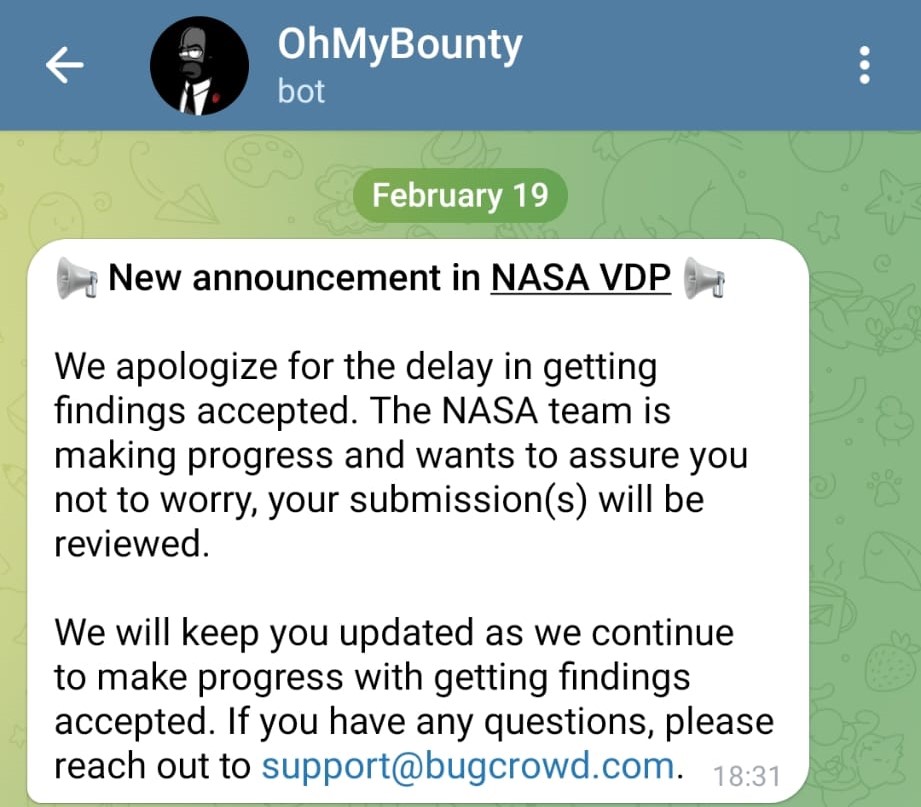 OhMyBounty
bot
February 19
📢 New announcement in NASA VDP 📢
We apologize for the delay in getting
findings accepted. The NASA team is
making progress and wants to assure you
not to worry, your submission(s) will be
reviewed.
We will keep you updated as we continue
to make progress with getting findings
accepted. If you have any questions, please
reach out to support@bugcrowd.com.
18:31